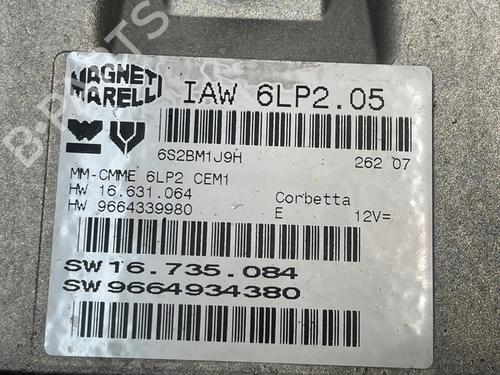 B-PARTS
MAGNETI
MARELLI
IAW 6LP2.05
6S2BM1J9H 262 07
MM-CMME 6LP2 CEM1
HW 16.631.064 Corbetta
HW 9664339980 E 12V=
SW 16.735.084
SW 9664934380